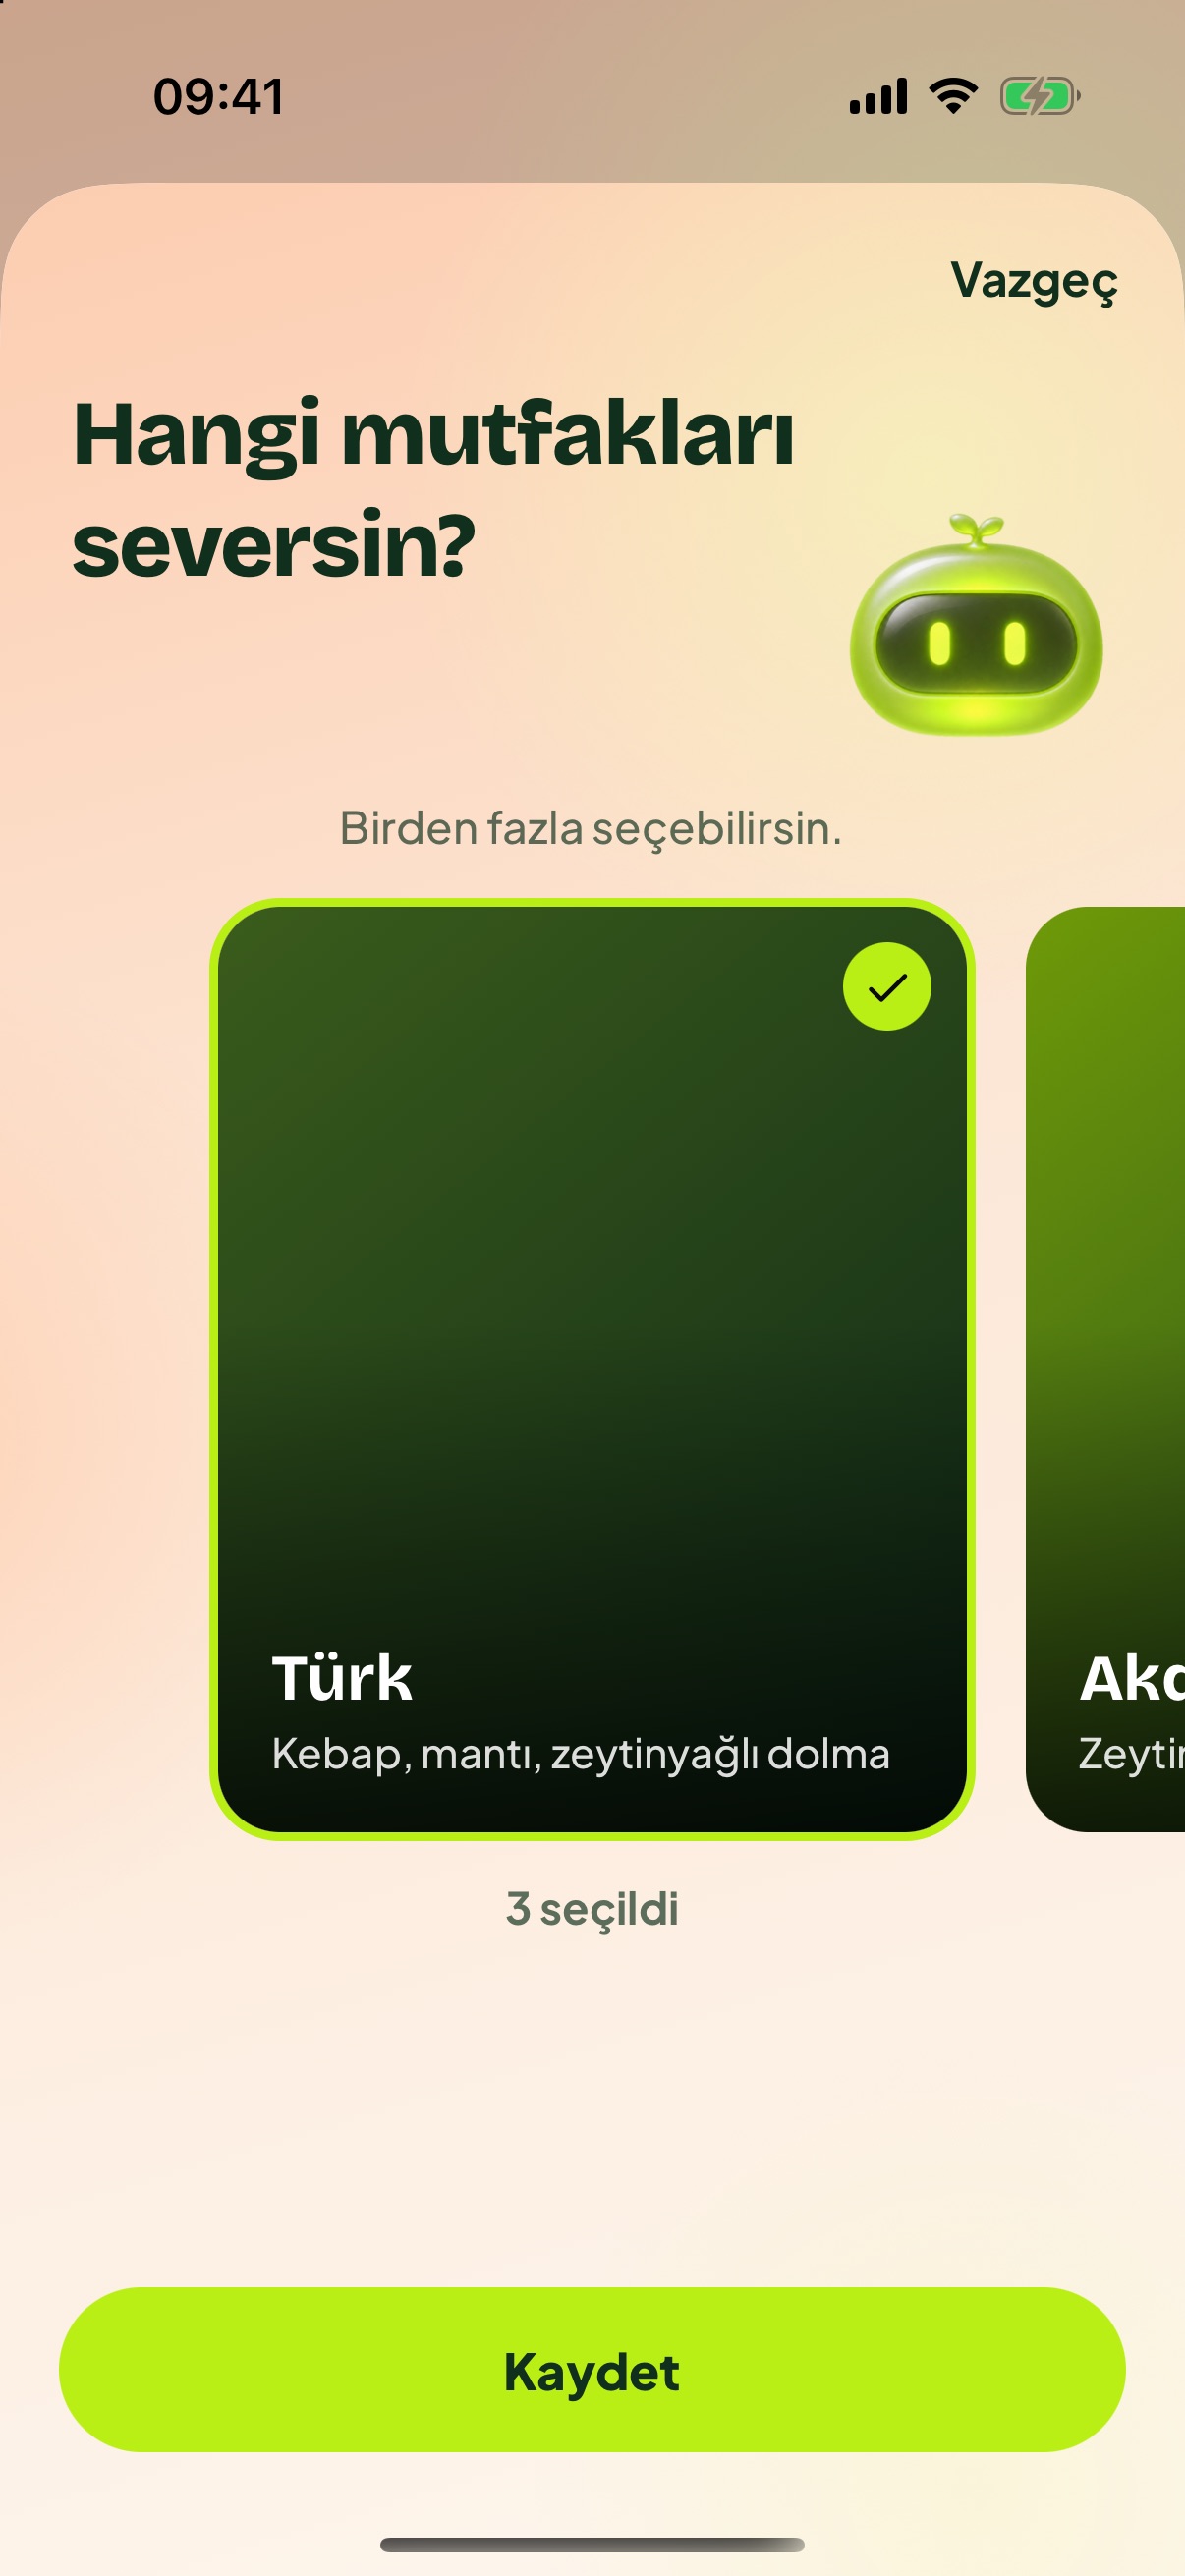 09:41
Vazgeç
Hangi mutfakları
seversin?
Birden fazla seçebilirsin.
Türk
Kebap, mantı, zeytinyağlı dolma
3 seçildi
Kaydet